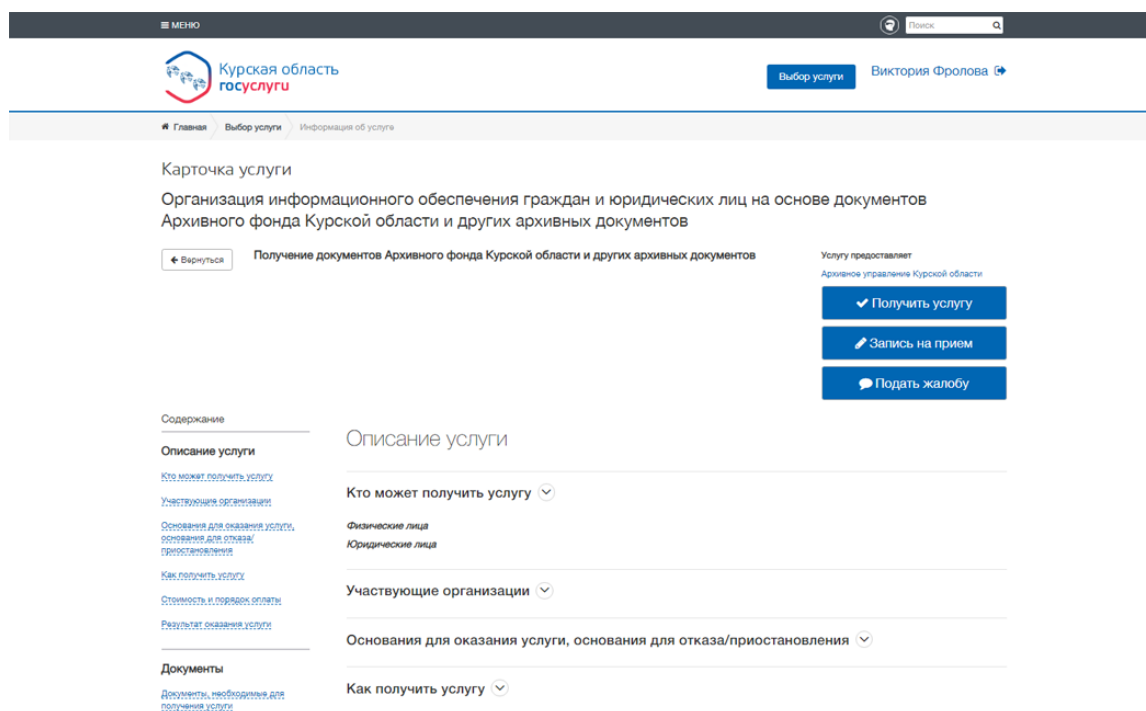 МЕНЮ
Поиск
Курская область
госуслуги
Выбор услуги
Виктория Фролова
Главная
Выбор услуги
Информация об услуге
Карточка услуги
Организация информационного обеспечения граждан и юридических лиц на основе документов
Архивного фонда Курской области и других архивных документов
Вернуться
Получение документов Архивного фонда Курской области и других архивных документов
Услугу предоставляет
Архивное управление Курской области
Получить услугу
Запись на прием
Подать жалобу
Содержание
Описание услуги
Кто может получить услугу
Участвующие организации
Основания для оказания услуги,
основания для отказа/
приостановления
Как получить услугу
Стоимость и порядок оплаты
Результат оказания услуги
Документы
Документы, необходимые для
получения услуги
Описание услуги
Кто может получить услугу
Физические лица
Юридические лица
Участвующие организации
Основания для оказания услуги, основания для отказа/приостановления
Как получить услугу